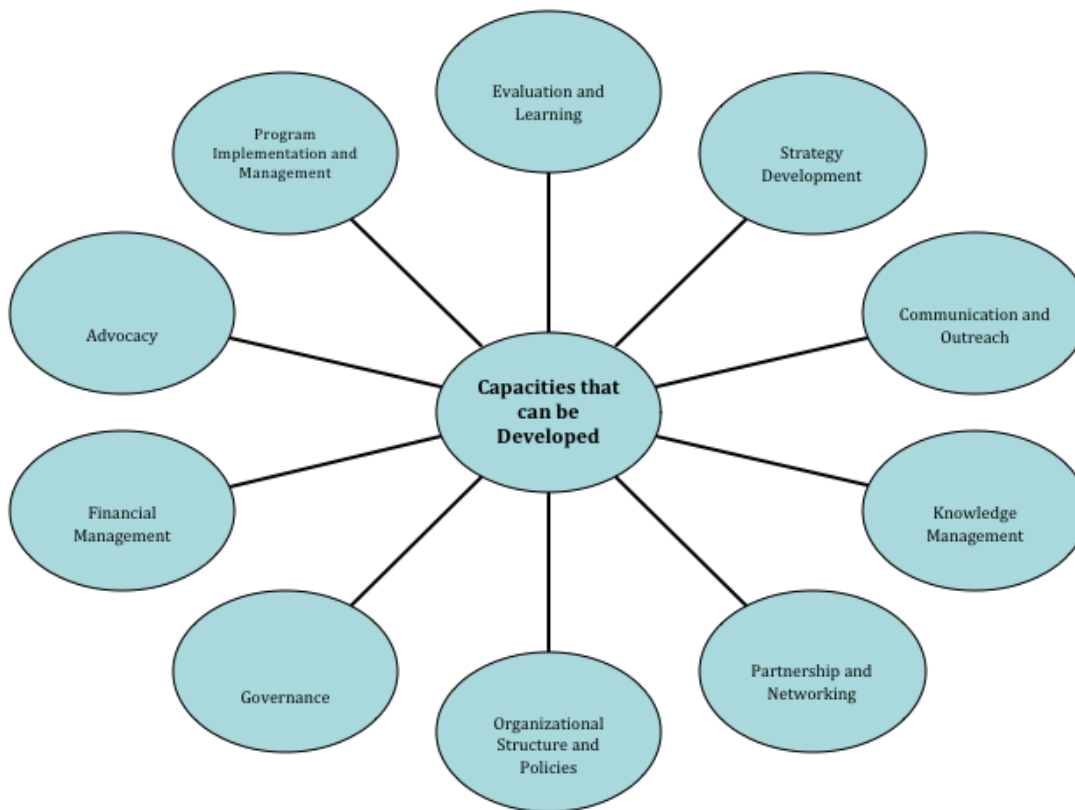 Evaluation and
Learning
Strategy
Development
Communication and
Outreach
Knowledge
Management
Partnership and
Networking
Organizational
Structure and
Policies
Governance
Financial
Management
Advocacy
Program
Implementation and
Management
Capacities that
can be
Developed